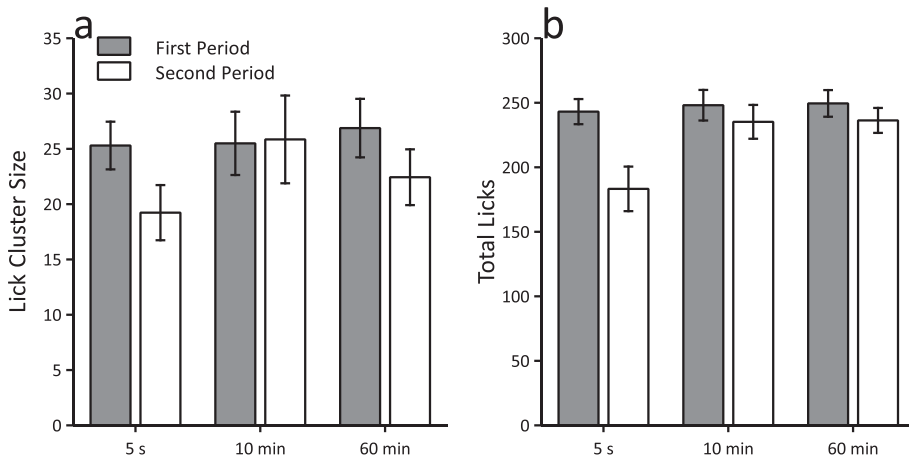 a
First Period
Second Period
Lick Cluster Size
35
30
25
20
15
10
5
0
5 s
10 min
60 min
b
Total Licks
300
250
200
150
100
50
0
5 s
10 min
60 min